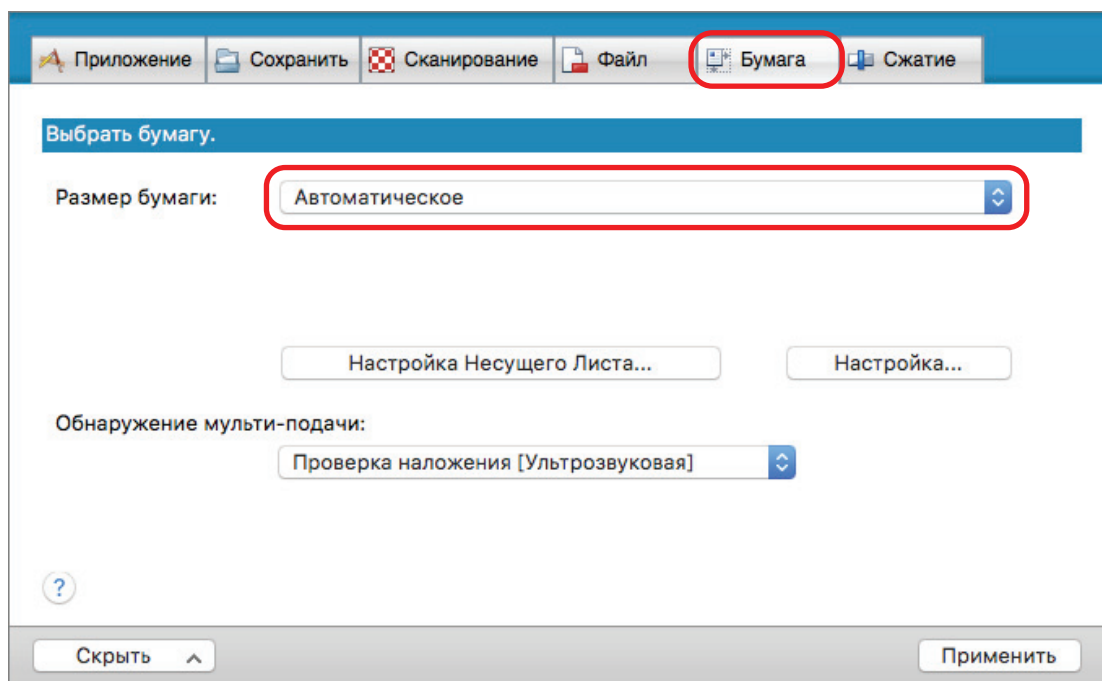 Приложение Сохранить Сканирование Файл Бумага Сжатие
Выбрать бумагу.
Размер бумаги: Автоматическое
Настройка Несущего Листа... Настройка...
Обнаружение мульти-подачи:
Проверка наложения [Ультрозвуковая]
?
Скрыть Применить